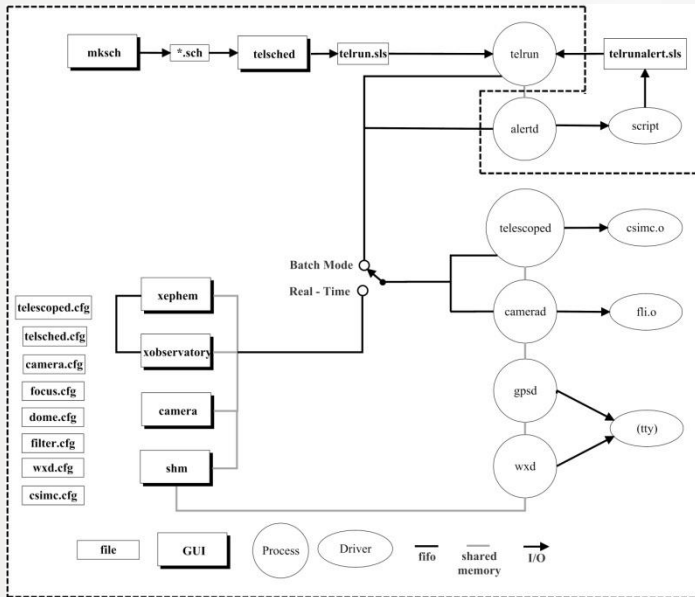 mksch
*.sch
telsched
telrun.sls
telrun
telrunalert.sls
alertd
script
telescoped
csimc.o
Batch Mode
Real - Time
xephem
telescoped.cfg
camerad
fli.o
telsched.cfg
xobservatory
camera.cfg
focus.cfg
gpsd
dome.cfg
camera
(tty)
filter.cfg
wxd.cfg
shm
wxd
csimc.cfg
file
GUI
Process
Driver
fifo
shared
memory
I/O